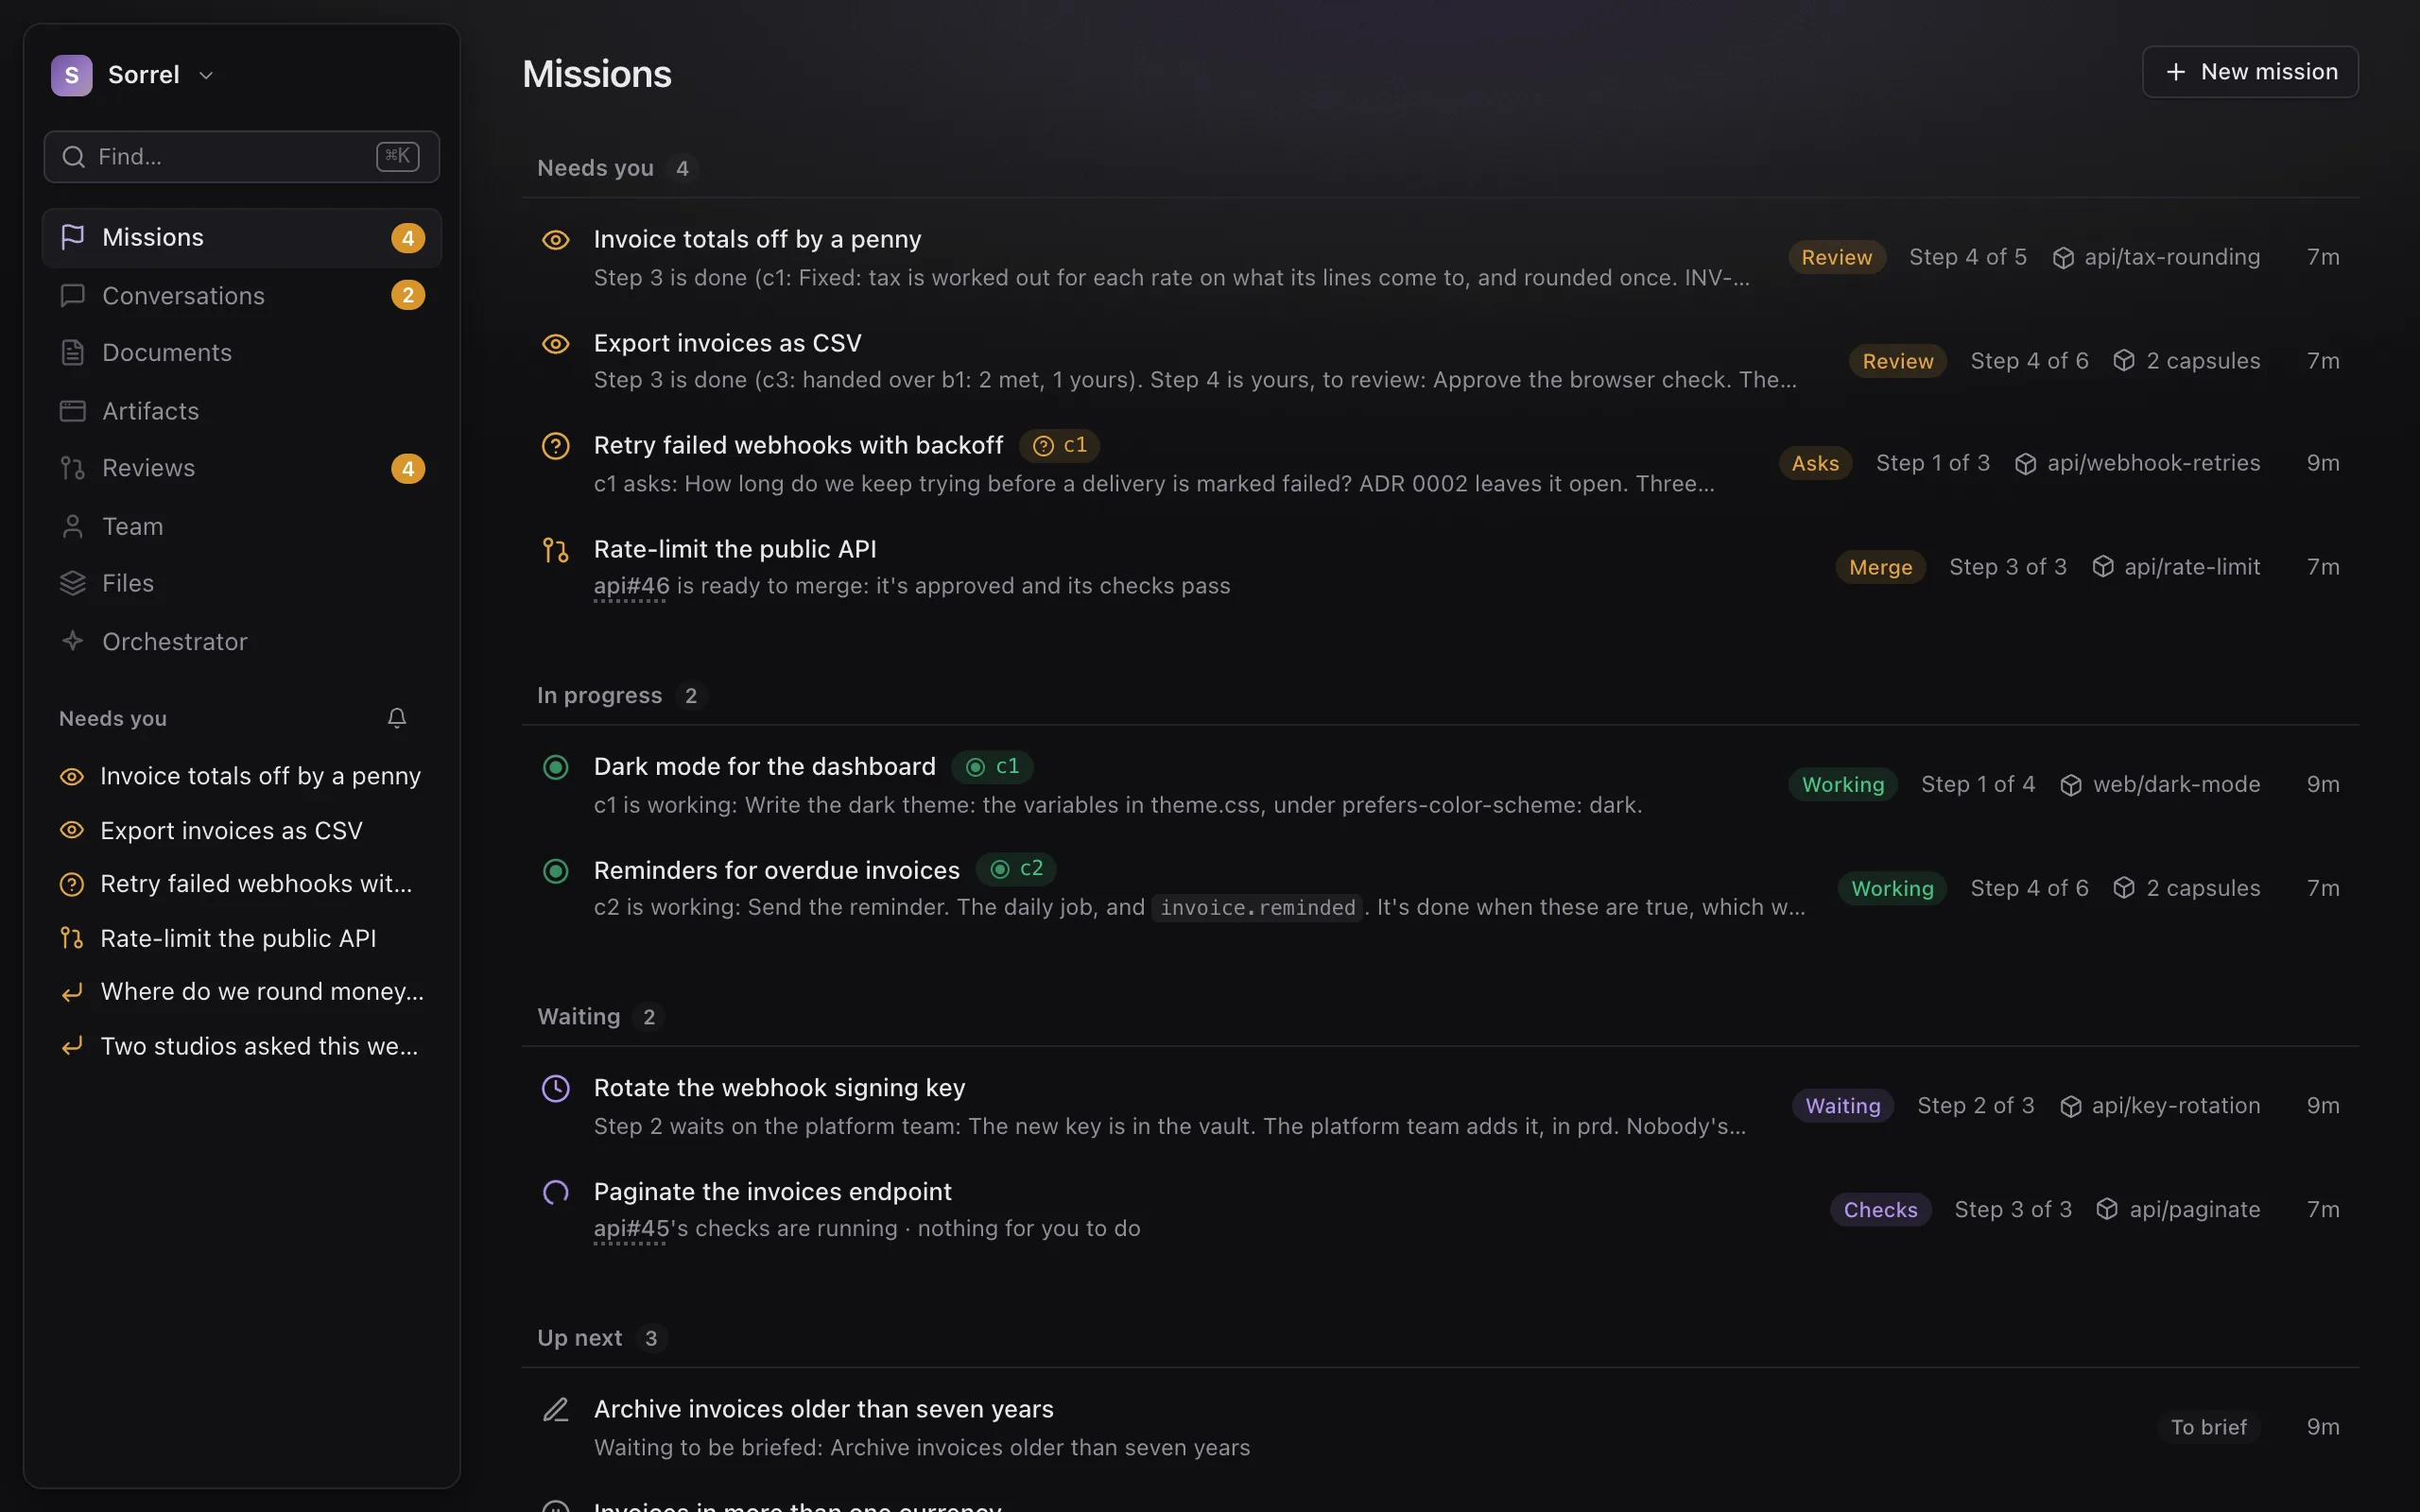 S Sorrel
Find... ⌘K
Missions 4
Conversations 2
Documents
Artifacts
Reviews 4
Team
Files
Orchestrator
Needs you
Invoice totals off by a penny
Export invoices as CSV
Retry failed webhooks wit...
Rate-limit the public API
Where do we round money...
Two studios asked this we...
Missions
New mission
Needs you 4
Invoice totals off by a penny
Step 3 is done (c1: Fixed: tax is worked out for each rate on what its lines come to, and rounded once. INV-...
Review Step 4 of 5 api/tax-rounding 7m
Export invoices as CSV
Step 3 is done (c3: handed over b1: 2 met, 1 yours). Step 4 is yours, to review: Approve the browser check. The...
Review Step 4 of 6 2 capsules 7m
Retry failed webhooks with backoff c1
c1 asks: How long do we keep trying before a delivery is marked failed? ADR 0002 leaves it open. Three...
Asks Step 1 of 3 api/webhook-retries 9m
Rate-limit the public API
api#46 is ready to merge: it's approved and its checks pass
Merge Step 3 of 3 api/rate-limit 7m
In progress 2
Dark mode for the dashboard c1
c1 is working: Write the dark theme: the variables in theme.css, under prefers-color-scheme: dark.
Working Step 1 of 4 web/dark-mode 9m
Reminders for overdue invoices c2
c2 is working: Send the reminder. The daily job, and invoice.reminded. It's done when these are true, which w...
Working Step 4 of 6 2 capsules 7m
Waiting 2
Rotate the webhook signing key
Step 2 waits on the platform team: The new key is in the vault. The platform team adds it, in prd. Nobody's...
Waiting Step 2 of 3 api/key-rotation 9m
Paginate the invoices endpoint
api#45's checks are running · nothing for you to do
Checks Step 3 of 3 api/paginate 7m
Up next 3
Archive invoices older than seven years
Waiting to be briefed: Archive invoices older than seven years
To brief 9m
Invoices in more than one currency